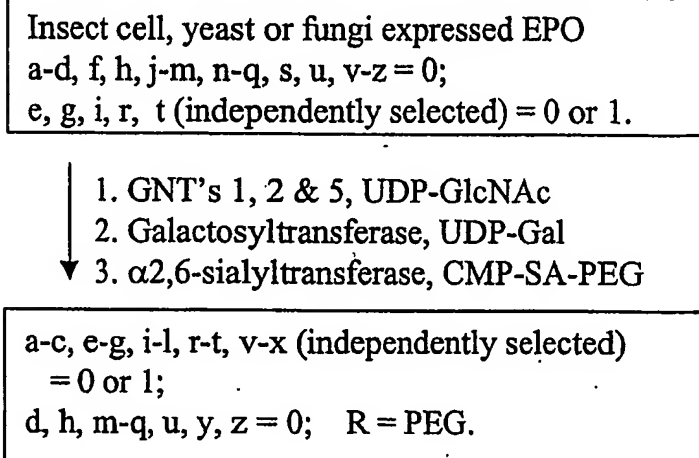 Insect cell, yeast or fungi expressed EPO
a-d, f, h, j-m, n-q, s, u, v-z = 0;
e, g, i, r, t (independently selected) = 0 or 1.
1. GNT's 1, 2 & 5, UDP-GlcNAc
2. Galactosyltransferase, UDP-Gal
3. α2,6-sialyltransferase, CMP-SA-PEG
a-c, e-g, i-l, r-t, v-x (independently selected)
= 0 or 1;
d, h, m-q, u, y, z = 0; R = PEG.